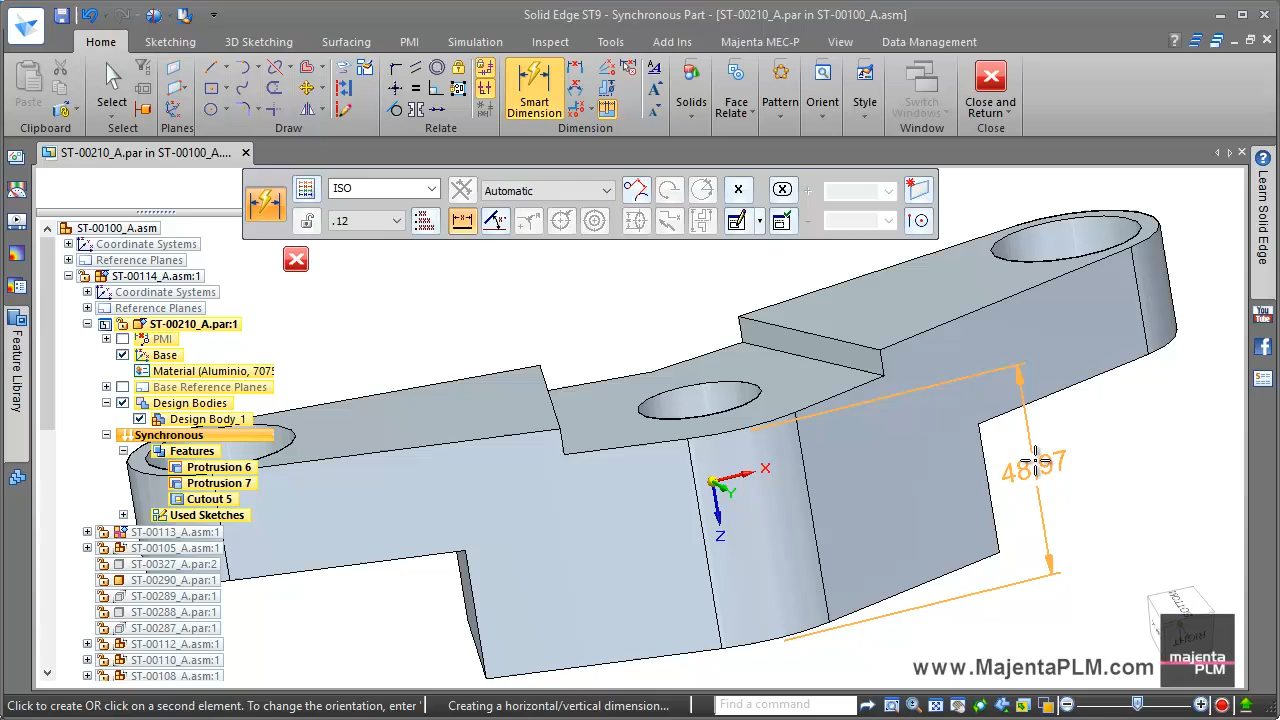 Solid Edge ST9 - Synchronous Part - [ST-00210_A.par in ST-00100_A.asm]
Home
Sketching
3D Sketching
Surfacing
PMI
Simulation
Inspect
Tools
Add Ins
Majenta MEC-P
View
Data Management
Paste
Select
Smart Dimension
Solids
Face Relate
Pattern
Orient
Style
Switch Windows
Close and Return
Clipboard
Select
Planes
Draw
Relate
Dimension
Window
Close
ST-00210_A.par in ST-00100_A....
ISO
Automatic
.12
Learn Solid Edge
You Tube
Feature Library
ST-00100_A.asm
Coordinate Systems
Reference Planes
ST-00114_A.asm:1
Coordinate Systems
Reference Planes
ST-00210_A.par:1
PMI
Base
Material (Aluminio, 7075
Base Reference Planes
Design Bodies
Design Body_1
Synchronous
Features
Protrusion 6
Protrusion 7
Cutout 5
Used Sketches
ST-00113_A.asm:1
ST-00105_A.asm:1
ST-00327_A.par:2
ST-00290_A.par:1
ST-00289_A.par:1
ST-00288_A.par:1
ST-00287_A.par:1
ST-00112_A.asm:1
ST-00110_A.asm:1
ST-00108_A.asm:1
X
Y
Z
48.97
BOTTOM
RIGHT
www.MajentaPLM.com
majenta
PLM
Click to create OR click on a second element. To change the orientation, enter
Creating a horizontal/vertical dimension...
Find a command